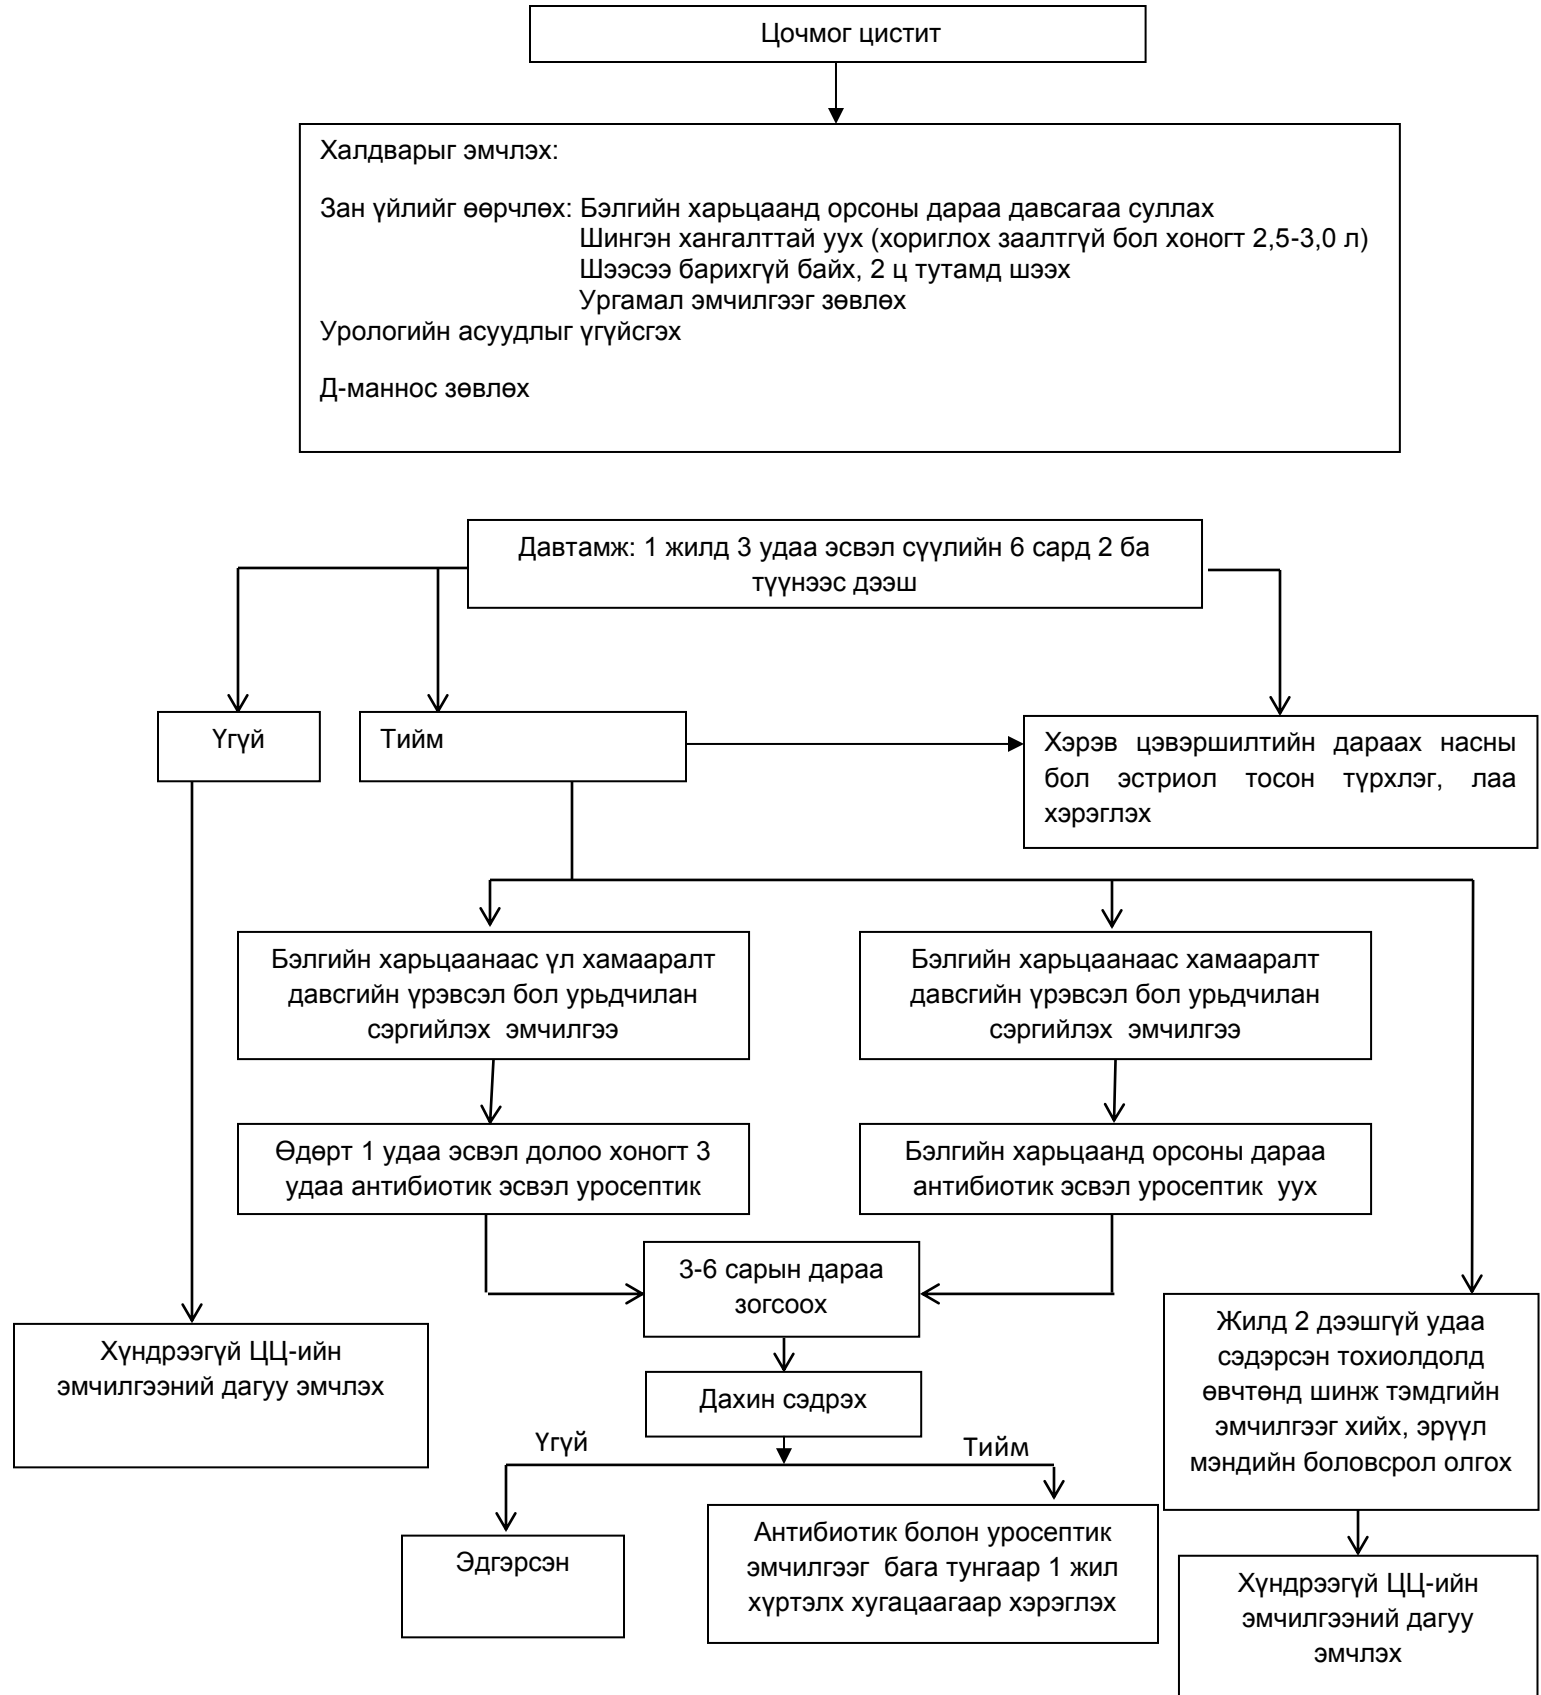 Цочмог цистит
Халдварыг эмчлэх:
Зан үйлийг өөрчлөх: Бэлгийн харьцаанд орсоны дараа давсагаа суллах
Шингэн хангалттай уух (хориглох заалтгүй бол хоногт 2,5-3,0 л)
Шээсээ барихгүй байх, 2 ц тутамд шээх
Ургамал эмчилгээг зөвлөх
Урологийн асуудлыг үгүйсгэх
Д-маннос зөвлөх
Давтамж: 1 жилд 3 удаа эсвэл сүүлийн 6 сард 2 ба
түүнээс дээш
Үгүй
Тийм
Хэрэв цэвэршилтийн дараах насны
бол эстриол тосон түрхлэг, лаа
хэрэглэх
Бэлгийн харьцаанаас үл хамааралт
давсгийн үрэвсэл бол урьдчилан
сэргийлэх эмчилгээ
Бэлгийн харьцаанаас хамааралт
давсгийн үрэвсэл бол урьдчилан
сэргийлэх эмчилгээ
Өдөрт 1 удаа эсвэл долоо хоногт 3
удаа антибиотик эсвэл уросептик
Бэлгийн харьцаанд орсоны дараа
антибиотик эсвэл уросептик уух
3-6 сарын дараа
зогсоох
Хүндрээгүй ЦЦ-ийн
эмчилгээний дагуу эмчлэх
Жилд 2 дээшгүй удаа
сэдэрсэн тохиолдолд
өвчтөнд шинж тэмдгийн
эмчилгээг хийх, эрүүл
мэндийн боловсрол олгох
Дахин сэдрэх
Үгүй
Тийм
Эдгэрсэн
Антибиотик болон уросептик
эмчилгээг бага тунгаар 1 жил
хүртэлх хугацаагаар хэрэглэх
Хүндрээгүй ЦЦ-ийн
эмчилгээний дагуу
эмчлэх